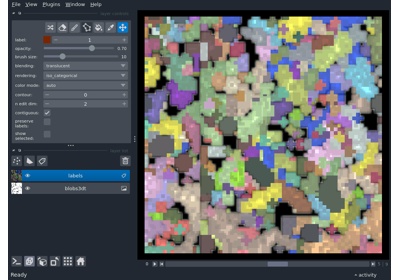 File View Plugins Window Help
label: 1
opacity: 0.70
brush size: 10
blending: translucent
rendering: iso_categorical
color mode: auto
contour: 0
n edit dim: 2
contiguous:
preserve labels:
show selected:
labels
blobs3dt
Ready
activity